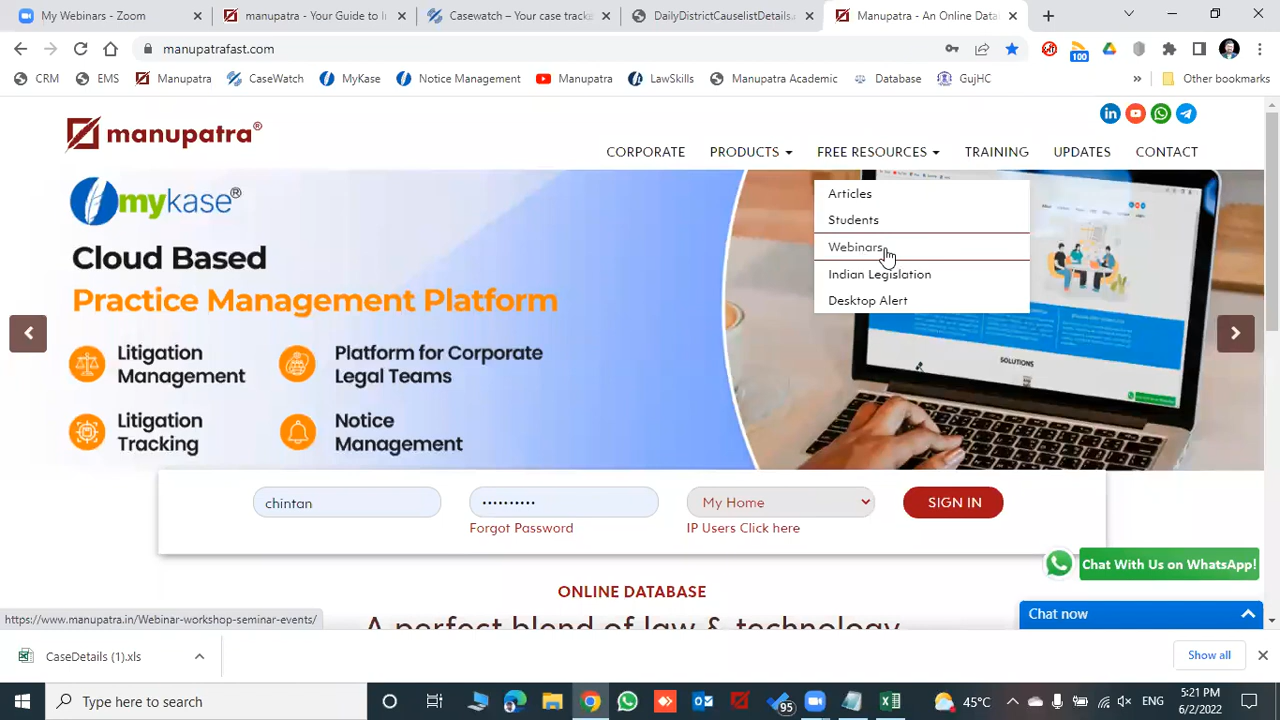 My Webinars - Zoom
manupatra - Your Guide to I
Casewatch – Your case track
DailyDistrictCauselistDetails.
Manupatra - An Online Data
manupatrafast.com
100
CRM
EMS
Manupatra
CaseWatch
MyKase
Notice Management
Manupatra
LawSkills
Manupatra Academic
Database
GujHC
»
Other bookmarks
manupatra®
CORPORATE
PRODUCTS
FREE RESOURCES
TRAINING
UPDATES
CONTACT
Articles
Students
Webinars
Indian Legislation
Desktop Alert
mykase®
Cloud Based
Practice Management Platform
Litigation
Management
Platform for Corporate
Legal Teams
Litigation
Tracking
Notice
Management
SOLUTIONS
chintan
••••••••••
My Home
SIGN IN
Forgot Password
IP Users Click here
Chat With Us on WhatsApp!
ONLINE DATABASE
A perfect blend of law & technology
Chat now
https://www.manupatra.in/Webinar-workshop-seminar-events/
CaseDetails (1).xls
Show all
Type here to search
95
45°C
ENG
5:21 PM
6/2/2022